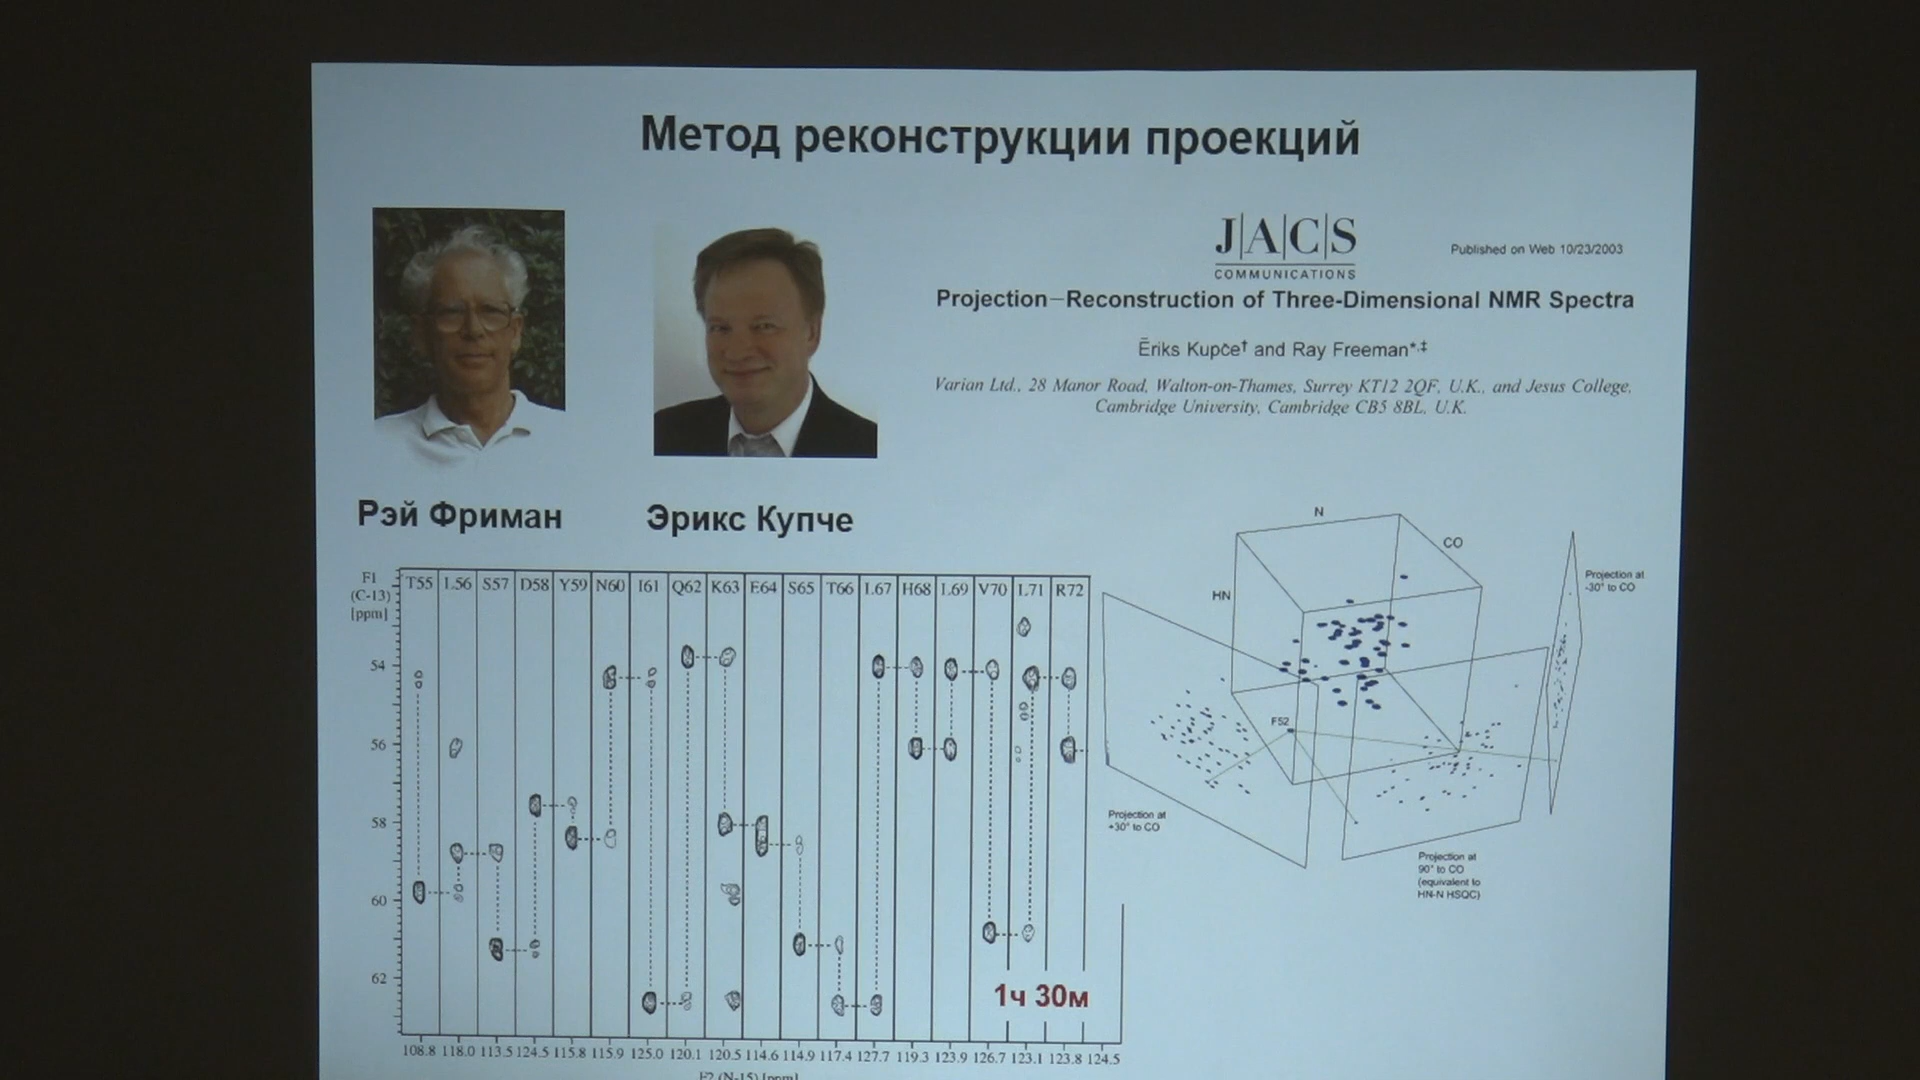 Метод реконструкции проекций
J|A|C|S
COMMUNICATIONS
Published on Web 10/23/2003
Projection−Reconstruction of Three-Dimensional NMR Spectra
Ēriks Kupče† and Ray Freeman*,‡
Varian Ltd., 28 Manor Road, Walton-on-Thames, Surrey KT12 2QF, U.K., and Jesus College,
Cambridge University, Cambridge CB5 8BL, U.K.
Рэй Фриман
Эрикс Купче
F1
(C-13)
[ppm]
T55 L56 S57 D58 Y59 N60 I61 Q62 K63 E64 S65 T66 L67 H68 L69 V70 L71 R72
54
56
58
60
62
1ч 30м
108.8 118.0 113.5 124.5 115.8 115.9 125.0 120.1 120.5 114.6 114.9 117.4 127.7 119.3 123.9 126.7 123.1 123.8 124.5
F2 (N-15) [ppm]
N
CO
HN
F52
Projection at
-30° to CO
Projection at
+30° to CO
Projection at
90° to CO
(equivalent to
HN-N HSQC)